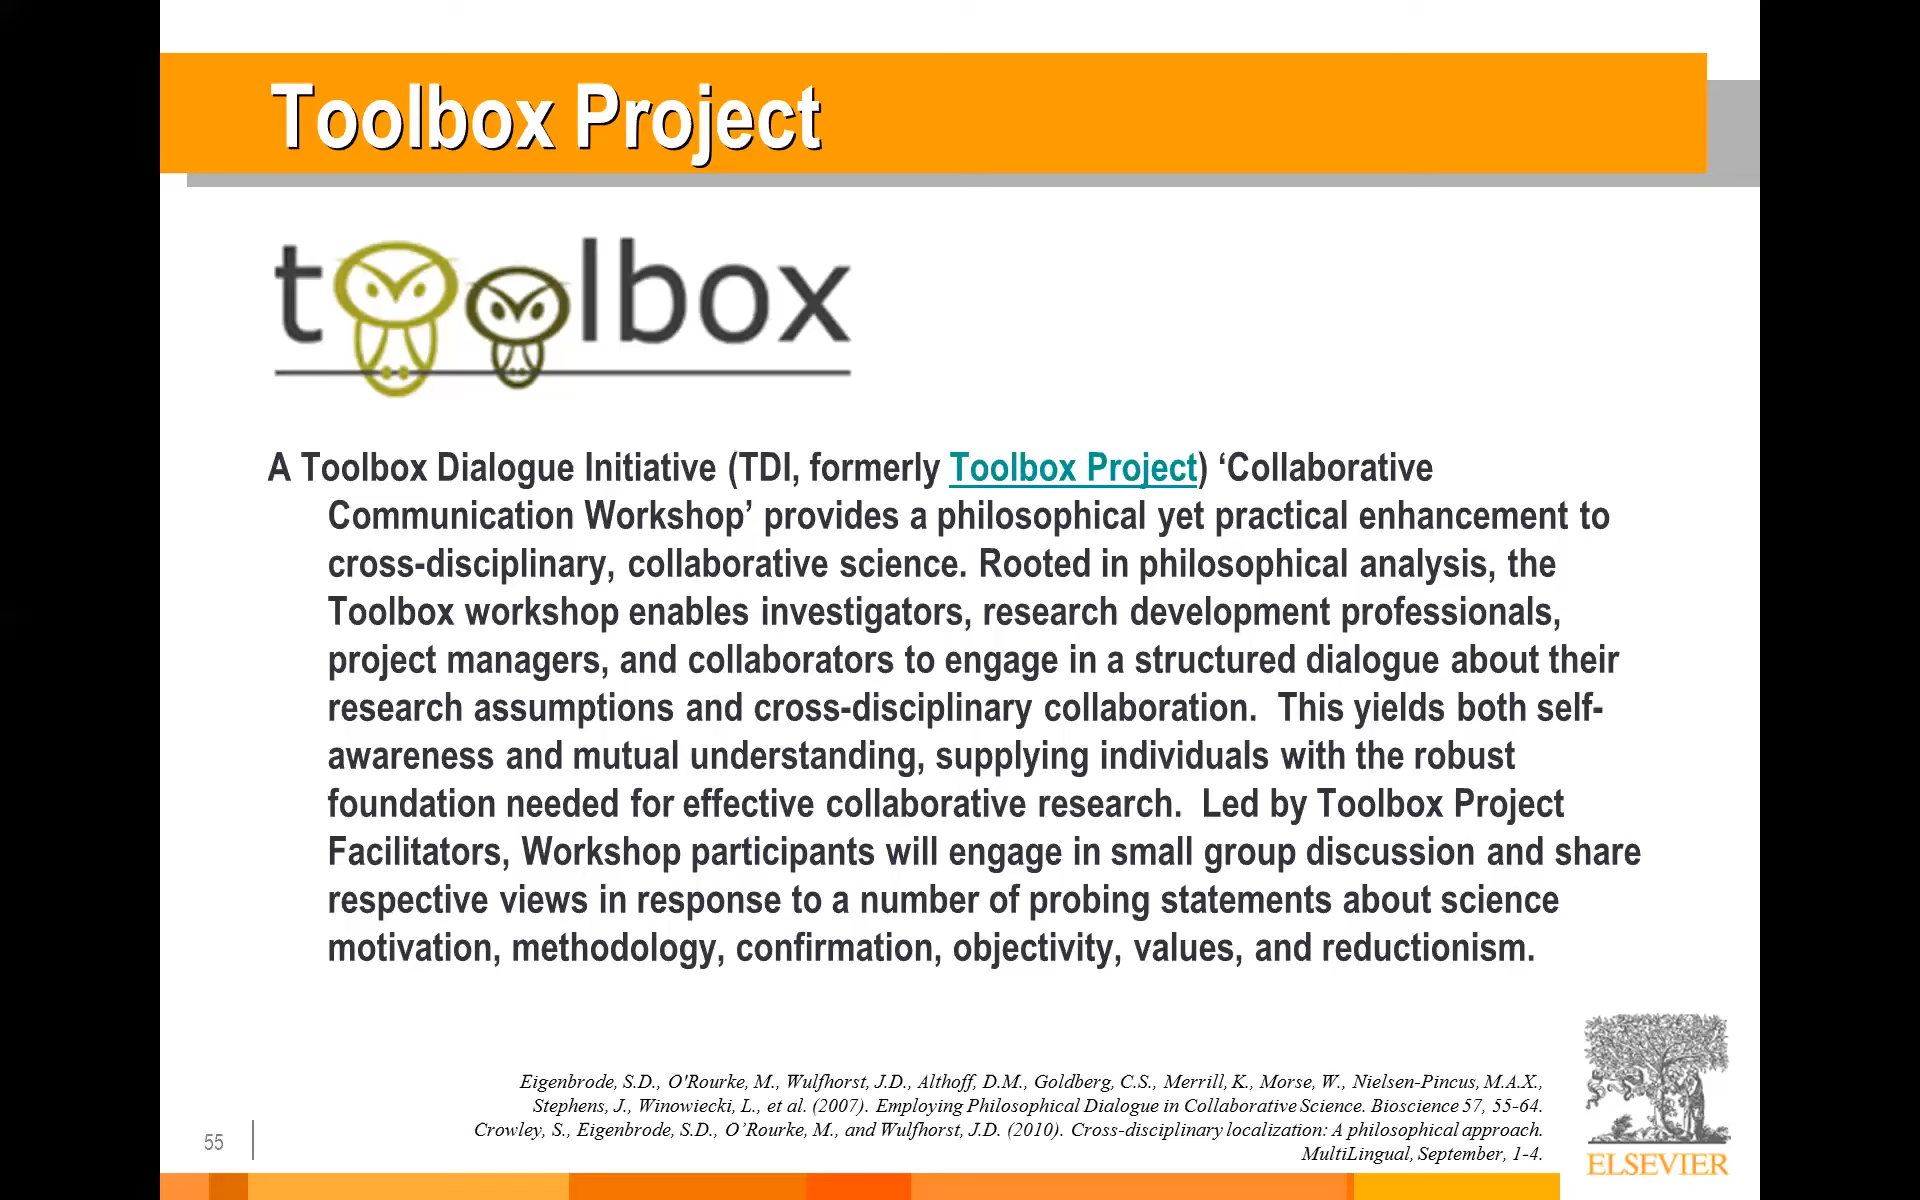 Toolbox Project
toolbox
A Toolbox Dialogue Initiative (TDI, formerly Toolbox Project) ‘Collaborative
Communication Workshop’ provides a philosophical yet practical enhancement to
cross-disciplinary, collaborative science. Rooted in philosophical analysis, the
Toolbox workshop enables investigators, research development professionals,
project managers, and collaborators to engage in a structured dialogue about their
research assumptions and cross-disciplinary collaboration.  This yields both self-
awareness and mutual understanding, supplying individuals with the robust
foundation needed for effective collaborative research.  Led by Toolbox Project
Facilitators, Workshop participants will engage in small group discussion and share
respective views in response to a number of probing statements about science
motivation, methodology, confirmation, objectivity, values, and reductionism.
Eigenbrode, S.D., O'Rourke, M., Wulfhorst, J.D., Althoff, D.M., Goldberg, C.S., Merrill, K., Morse, W., Nielsen-Pincus, M.A.X.,
Stephens, J., Winowiecki, L., et al. (2007). Employing Philosophical Dialogue in Collaborative Science. Bioscience 57, 55-64.
Crowley, S., Eigenbrode, S.D., O’Rourke, M., and Wulfhorst, J.D. (2010). Cross-disciplinary localization: A philosophical approach.
MultiLingual, September, 1-4.
55
ELSEVIER